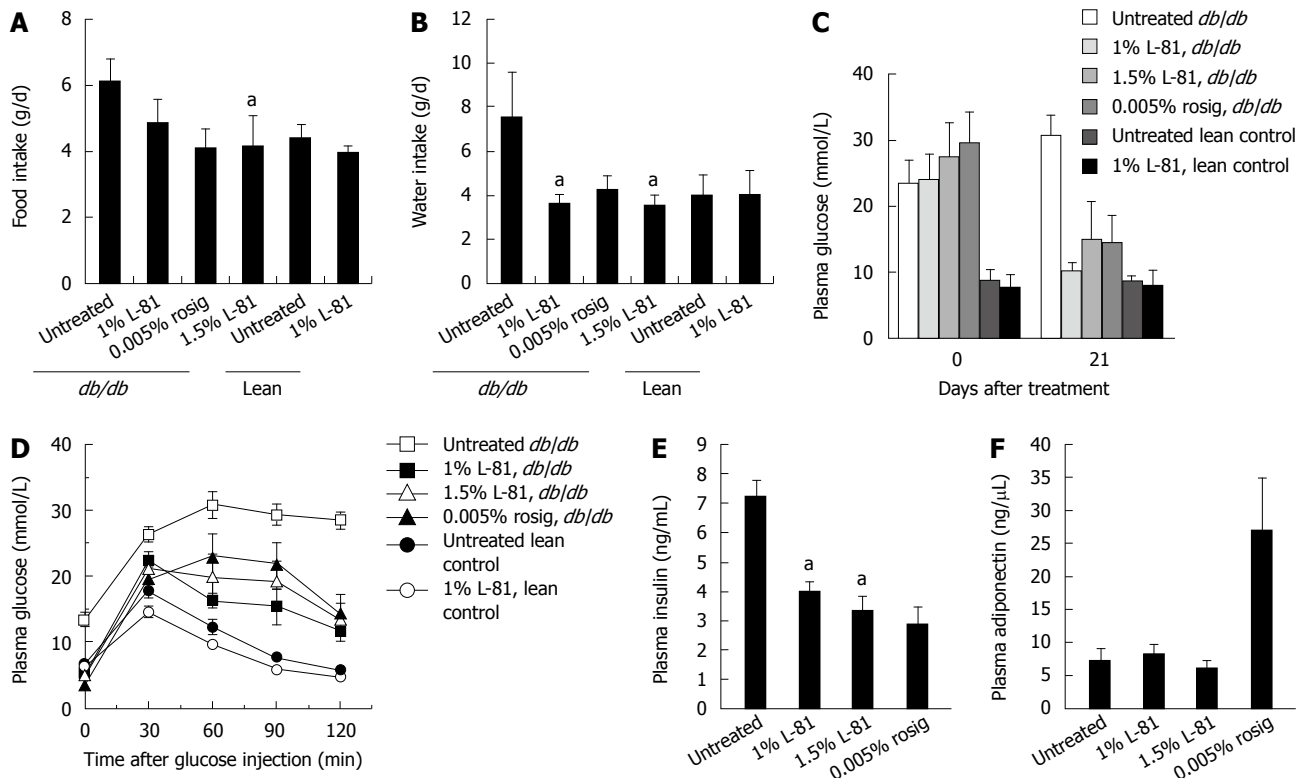 A
Food intake (g/d)
8
6
4
2
0
a
Untreated
1% L-81
0.005% rosig
1.5% L-81
Untreated
1% L-81
db/db
Lean
B
Water intake (g/d)
12
10
8
6
4
2
0
a
a
Untreated
1% L-81
0.005% rosig
1.5% L-81
Untreated
1% L-81
db/db
Lean
C
Untreated db/db
1% L-81, db/db
1.5% L-81, db/db
0.005% rosig, db/db
Untreated lean control
1% L-81, lean control
Plasma glucose (mmol/L)
40
30
20
10
0
0
21
Days after treatment
D
Plasma glucose (mmol/L)
40
30
20
10
0
0
30
60
90
120
Time after glucose injection (min)
Untreated db/db
1% L-81, db/db
1.5% L-81, db/db
0.005% rosig, db/db
Untreated lean
control
1% L-81, lean
control
E
Plasma insulin (ng/mL)
9
8
7
6
5
4
3
2
1
0
a
a
Untreated
1% L-81
1.5% L-81
0.005% rosig
F
Plasma adiponectin (ng/μL)
40
35
30
25
20
15
10
5
0
Untreated
1% L-81
1.5% L-81
0.005% rosig